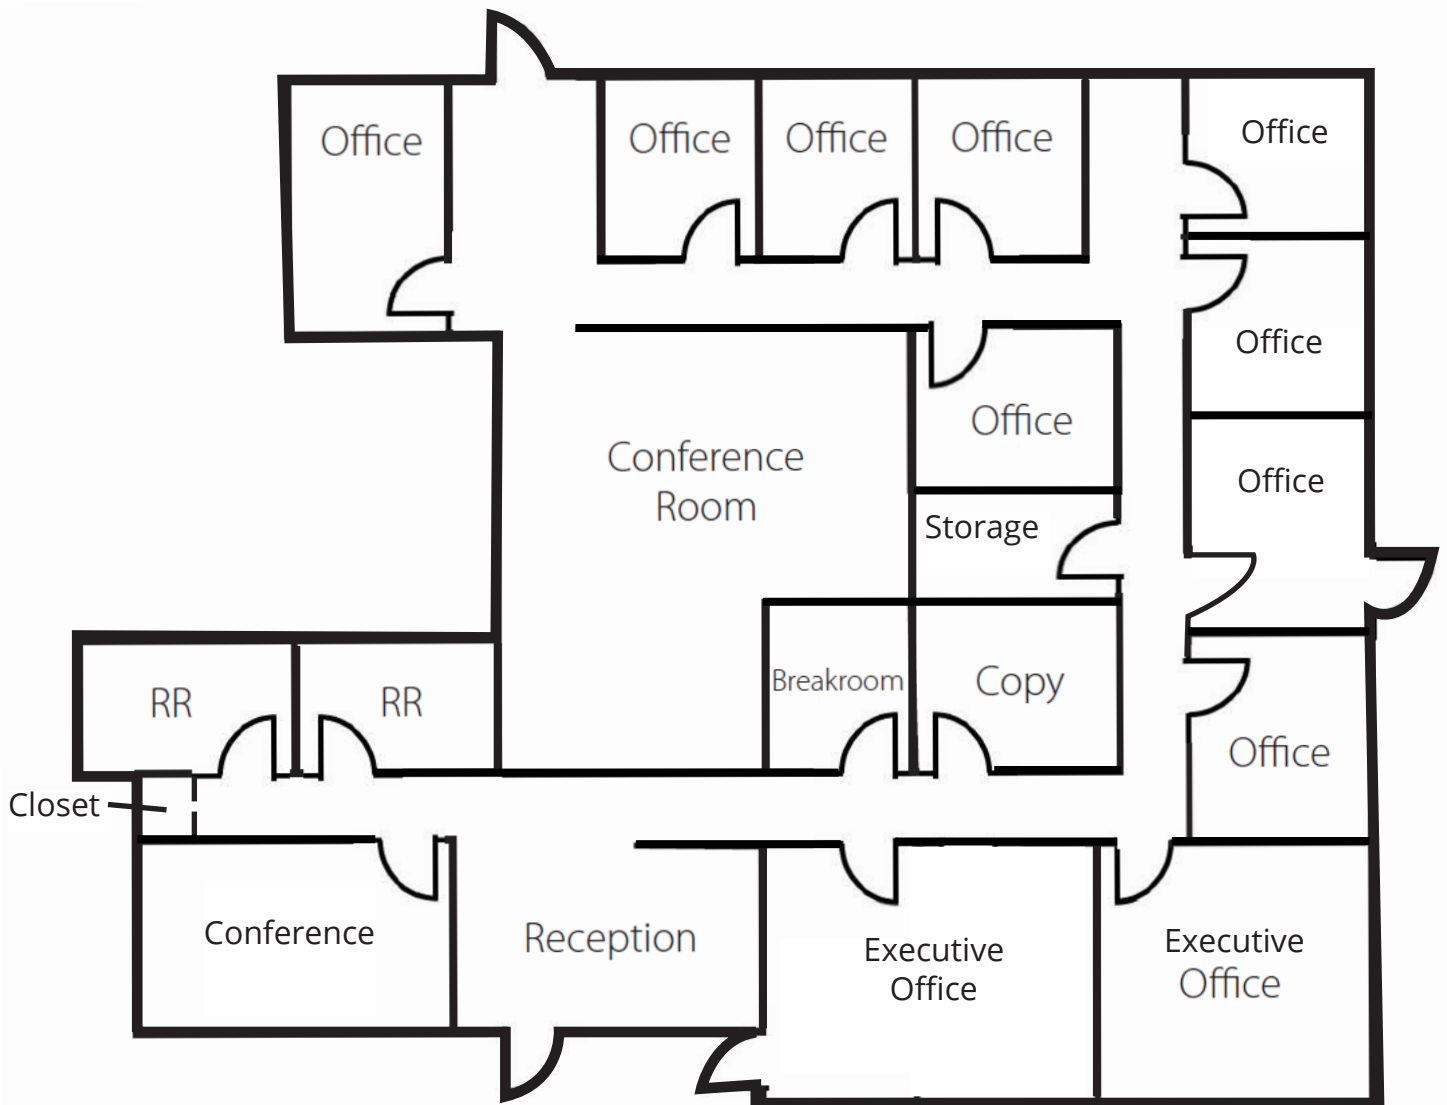 Office
Office
Office
Office
Office
Office
Office
Conference
Room
Office
Storage
RR
RR
Breakroom
Copy
Office
Closet
Conference
Reception
Executive
Office
Executive
Office